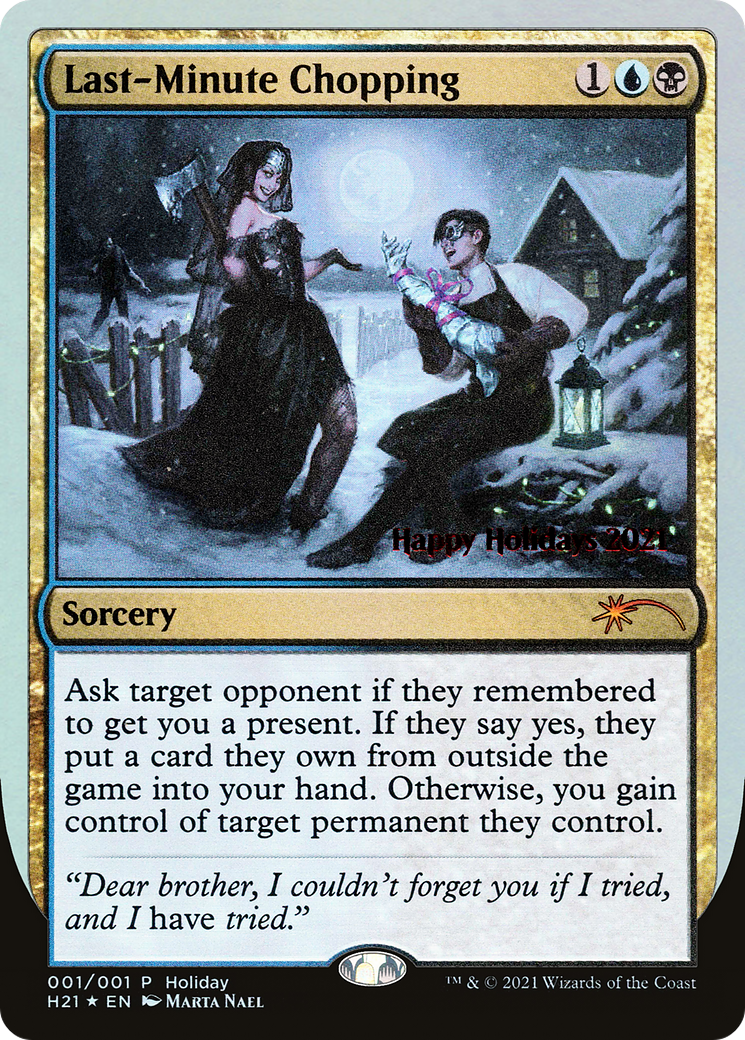 Last-Minute Chopping
1
Happy Holidays 2021
Sorcery
Ask target opponent if they remembered
to get you a present. If they say yes, they
put a card they own from outside the
game into your hand. Otherwise, you gain
control of target permanent they control.
“Dear brother, I couldn’t forget you if I tried,
and I have tried.”
001/001 P Holiday
H21 ★ EN Marta Nael
™ & © 2021 Wizards of the Coast